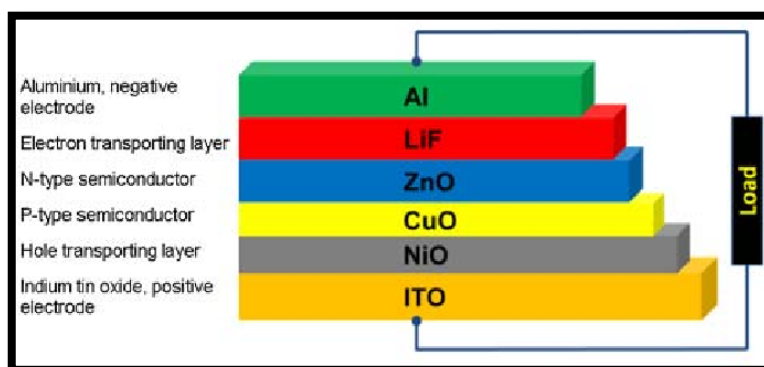 Aluminium, negative
electrode
Al
Electron transporting layer
LiF
N-type semiconductor
ZnO
P-type semiconductor
CuO
Hole transporting layer
NiO
Indium tin oxide, positive
electrode
ITO
Load